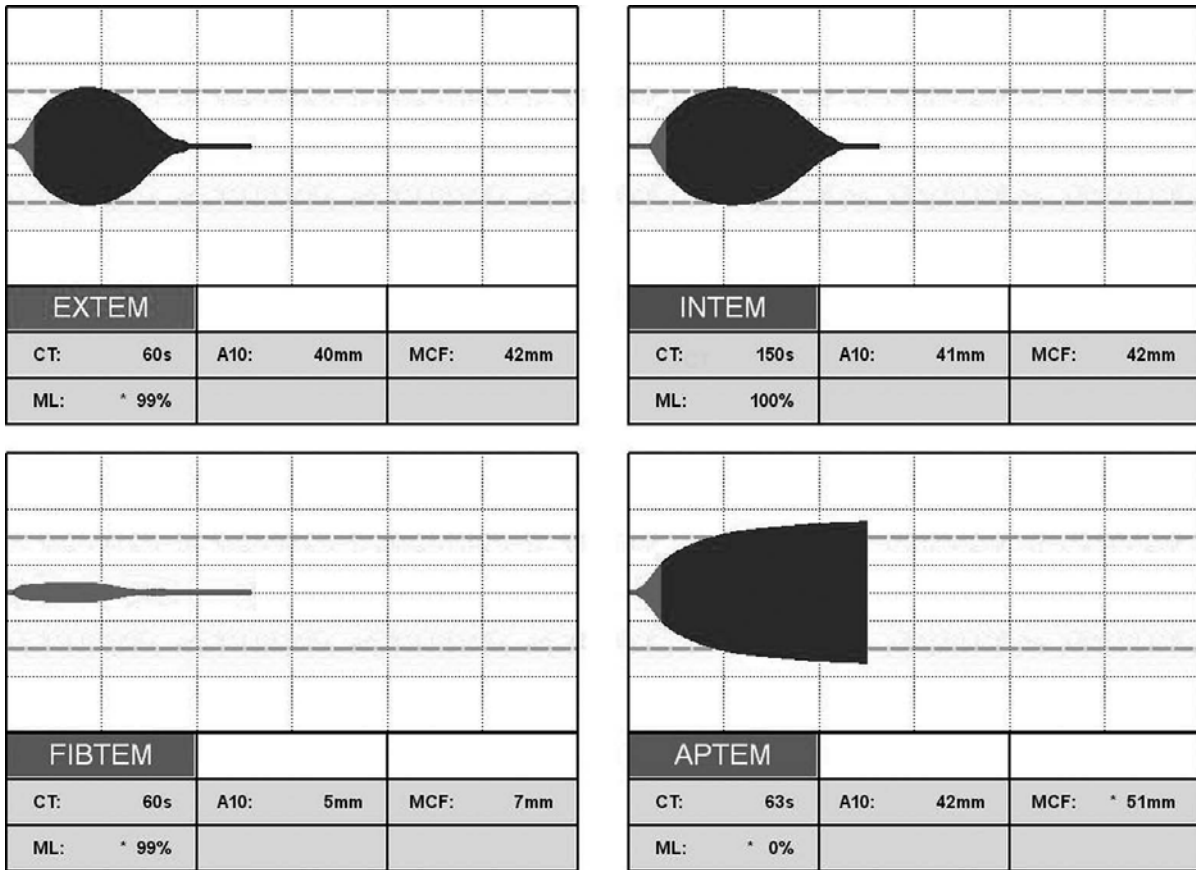 EXTEM
CT: 60s A10: 40mm MCF: 42mm
ML: * 99%
INTEM
CT: 150s A10: 41mm MCF: 42mm
ML: 100%
FIBTEM
CT: 60s A10: 5mm MCF: 7mm
ML: * 99%
APTEM
CT: 63s A10: 42mm MCF: * 51mm
ML: * 0%